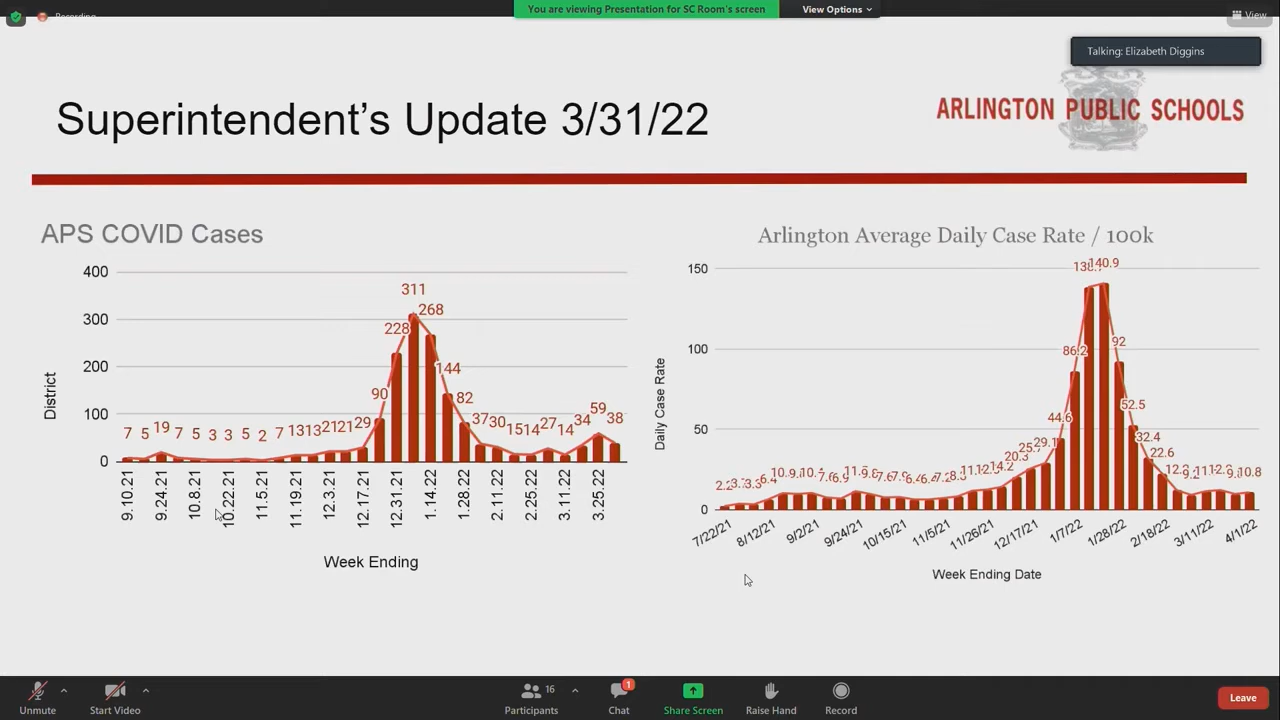 Recording
You are viewing Presentation for SC Room's screen
View Options
View
Talking: Elizabeth Diggins
Superintendent's Update 3/31/22
ARLINGTON PUBLIC SCHOOLS
APS COVID Cases
District
400
300
200
100
0
7 5 19 7 5 3 3 5 2 7 13 13 21 21 29 90 228 311 268 144 82 37 30 15 14 27 14 34 59 38
9.10.21 9.24.21 10.8.21 10.22.21 11.5.21 11.19.21 12.3.21 12.17.21 12.31.21 1.14.22 1.28.22 2.11.22 2.25.22 3.11.22 3.25.22
Week Ending
Arlington Average Daily Case Rate / 100k
Daily Case Rate
150
100
50
0
6.4 44.6 86.2 140.9 92 52.5 32.4 22.6 10.8
7/22/21 8/12/21 9/2/21 9/24/21 10/15/21 11/5/21 11/26/21 12/17/21 1/7/22 1/28/22 2/18/22 3/11/22 4/1/22
Week Ending Date
Unmute
Start Video
16
Participants
1
Chat
Share Screen
Raise Hand
Record
Leave